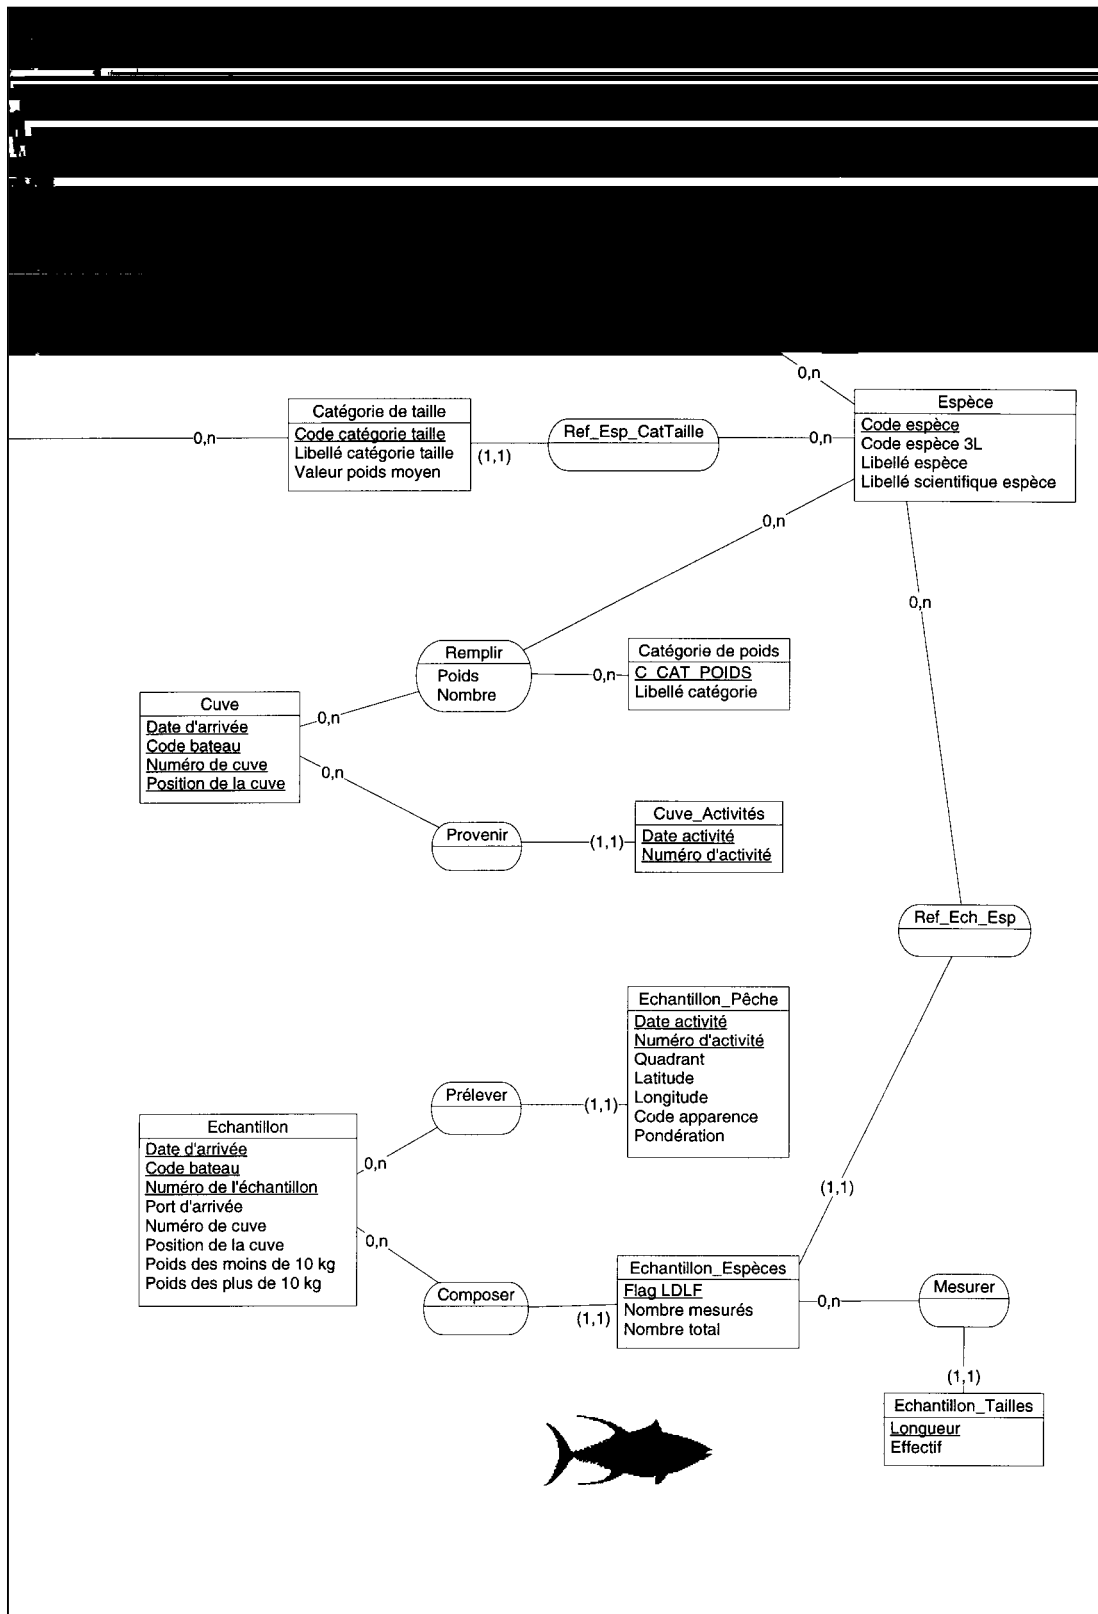 0,n
Catégorie de taille
Code catégorie taille
Libellé catégorie taille
Valeur poids moyen
0,n
(1,1)
Ref_Esp_CatTaille
0,n
Espèce
Code espèce
Code espèce 3L
Libellé espèce
Libellé scientifique espèce
0,n
0,n
Remplir
Poids
Nombre
0,n
Catégorie de poids
C_CAT_POIDS
Libellé catégorie
Cuve
Date d'arrivée
Code bateau
Numéro de cuve
Position de la cuve
0,n
0,n
Provenir
(1,1)
Cuve_Activités
Date activité
Numéro d'activité
Ref_Ech_Esp
Echantillon_Pêche
Date activité
Numéro d'activité
Quadrant
Latitude
Longitude
Code apparence
Pondération
Prélever
(1,1)
Echantillon
Date d'arrivée
Code bateau
Numéro de l'échantillon
Port d'arrivée
Numéro de cuve
Position de la cuve
Poids des moins de 10 kg
Poids des plus de 10 kg
0,n
0,n
(1,1)
Composer
(1,1)
Echantillon_Espèces
Flag LDLF
Nombre mesurés
Nombre total
0,n
Mesurer
(1,1)
Echantillon_Tailles
Longueur
Effectif